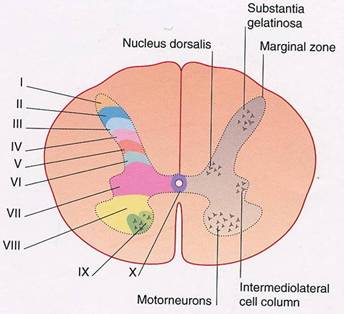 Substantia
gelatinosa
Nucleus dorsalis
Marginal zone
I
II
III
IV
V
VI
VII
VIII
IX
X
Motorneurons
Intermediolateral
cell column